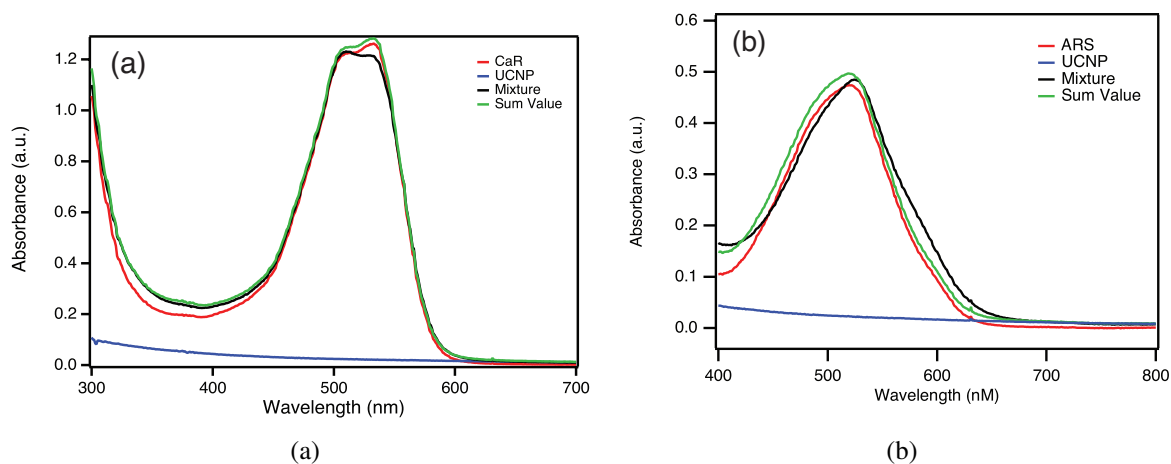 (a)
CaR
UCNP
Mixture
Sum Value
Absorbance (a.u.)
1.2
1.0
0.8
0.6
0.4
0.2
0.0
300
400
500
600
700
Wavelength (nm)
(a)
(b)
ARS
UCNP
Mixture
Sum Value
Absorbance (a.u.)
0.6
0.5
0.4
0.3
0.2
0.1
0.0
400
500
600
700
800
Wavelength (nM)
(b)